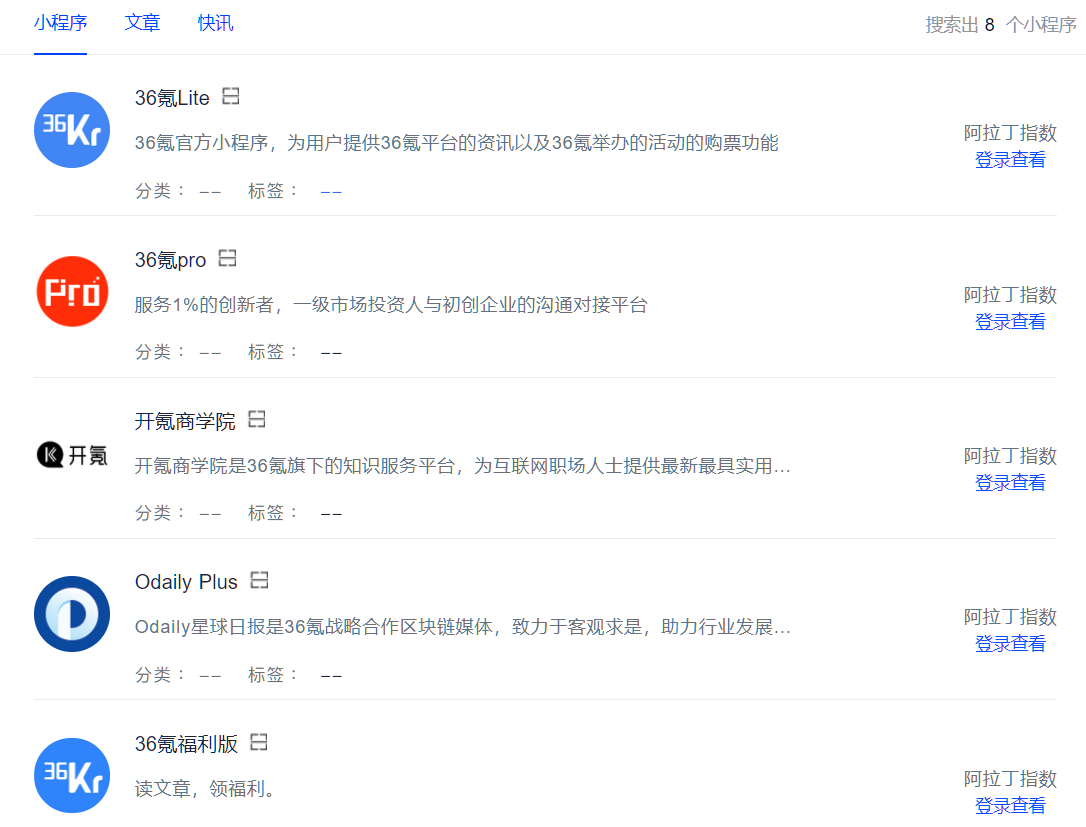 小程序 文章 快讯 搜索出 8 个小程序
36氪Lite
36Kr
36氪官方小程序，为用户提供36氪平台的资讯以及36氪举办的活动的购票功能
阿拉丁指数
登录查看
分类： -- 标签： --
36氪pro
Pro
服务1%的创新者，一级市场投资人与初创企业的沟通对接平台
阿拉丁指数
登录查看
分类： -- 标签： --
开氪商学院
K 开氪
开氪商学院是36氪旗下的知识服务平台，为互联网职场人士提供最新最具实用...
阿拉丁指数
登录查看
分类： -- 标签： --
Odaily Plus
Odaily星球日报是36氪战略合作区块链媒体，致力于客观求是，助力行业发展...
阿拉丁指数
登录查看
分类： -- 标签： --
36氪福利版
36Kr
读文章，领福利。
阿拉丁指数
登录查看